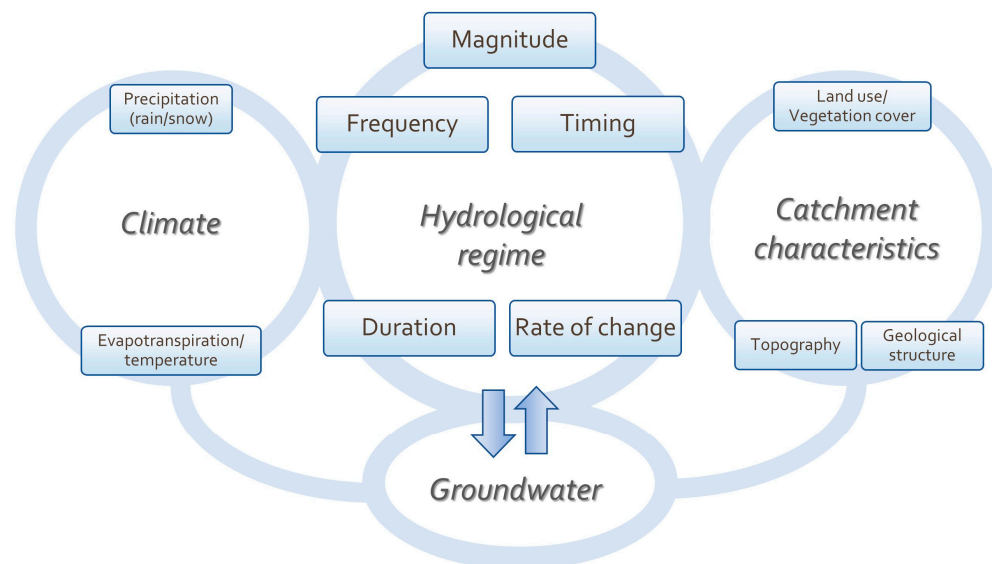 Magnitude
Precipitation
(rain/snow)
Frequency
Timing
Land use/
Vegetation cover
Climate
Hydrological
regime
Catchment
characteristics
Evapotranspiration/
temperature
Duration
Rate of change
Topography
Geological
structure
Groundwater